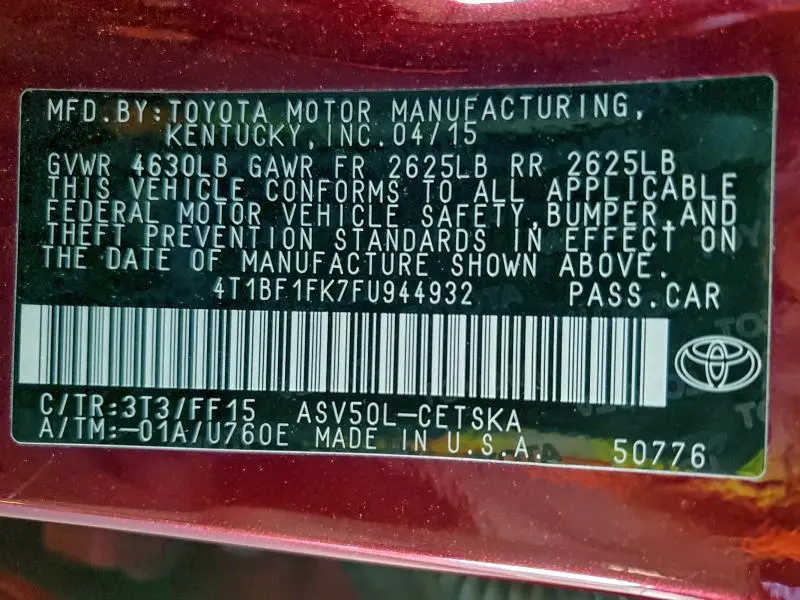 MFD.BY:TOYOTA MOTOR MANUFACTURING,
KENTUCKY,INC.04/15
GVWR 4630LB GAWR FR 2625LB RR 2625LB
THIS VEHICLE CONFORMS TO ALL APPLICABLE
FEDERAL MOTOR VEHICLE SAFETY,BUMPER,AND
THEFT PREVENTION STANDARDS IN EFFECT ON
THE DATE OF MANUFACTURE SHOWN ABOVE.
4T1BF1FK7FU944932 PASS.CAR
C/TR:3T3/FF15 ASV50L-CETSKA
A/TM:-01A/U760E MADE IN U.S.A. 50776